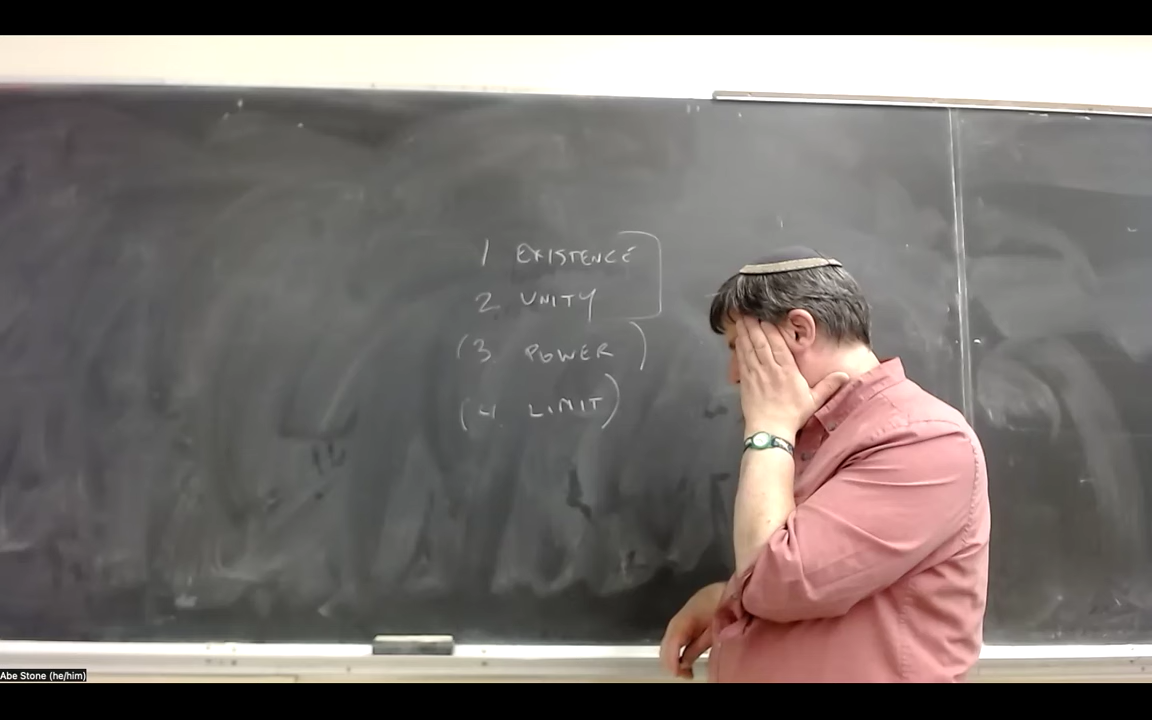 1 EXISTENCE
2 UNITY
(3 POWER)
(4 LIMIT)
Abe Stone (he/him)